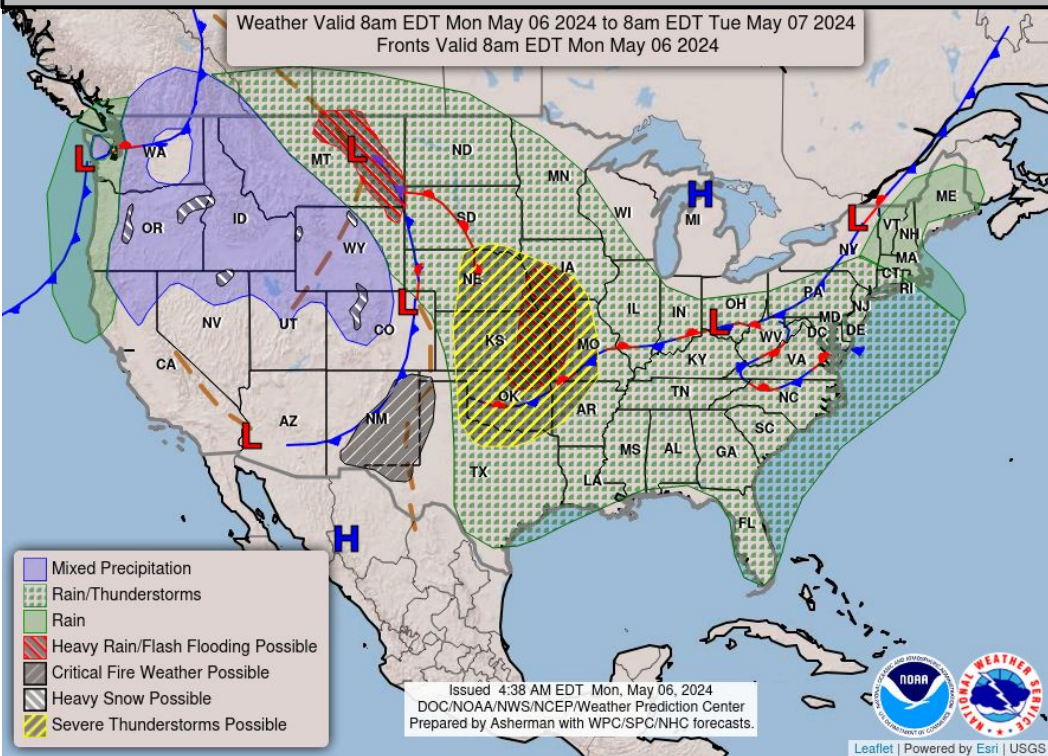 Weather Valid 8am EDT Mon May 06 2024 to 8am EDT Tue May 07 2024
Fronts Valid 8am EDT Mon May 06 2024
WA
MT
ND
MN
L
L
H
OR
ID
SD
WI
MI
L
ME
VT
NH
NY
MA
CT
RI
WY
NE
IA
L
NV
UT
CO
KS
MO
IL
IN
OH
L
PA
NJ
MD
DE
DC
WV
VA
KY
CA
AZ
NM
OK
AR
TN
NC
SC
L
TX
LA
MS
AL
GA
FL
H
Mixed Precipitation
Rain/Thunderstorms
Rain
Heavy Rain/Flash Flooding Possible
Critical Fire Weather Possible
Heavy Snow Possible
Severe Thunderstorms Possible
Issued 4:38 AM EDT Mon, May 06, 2024
DOC/NOAA/NWS/NCEP/Weather Prediction Center
Prepared by Asherman with WPC/SPC/NHC forecasts.
NOAA
NATIONAL WEATHER SERVICE
Leaflet | Powered by Esri | USGS